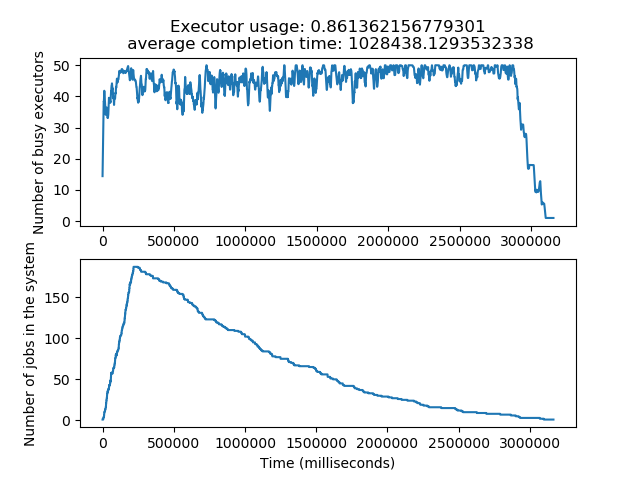 Executor usage: 0.861362156779301
average completion time: 1028438.1293532338
Number of busy executors
50
40
30
20
10
0
0 500000 1000000 1500000 2000000 2500000 3000000
Number of jobs in the system
150
100
50
0
0 500000 1000000 1500000 2000000 2500000 3000000
Time (milliseconds)